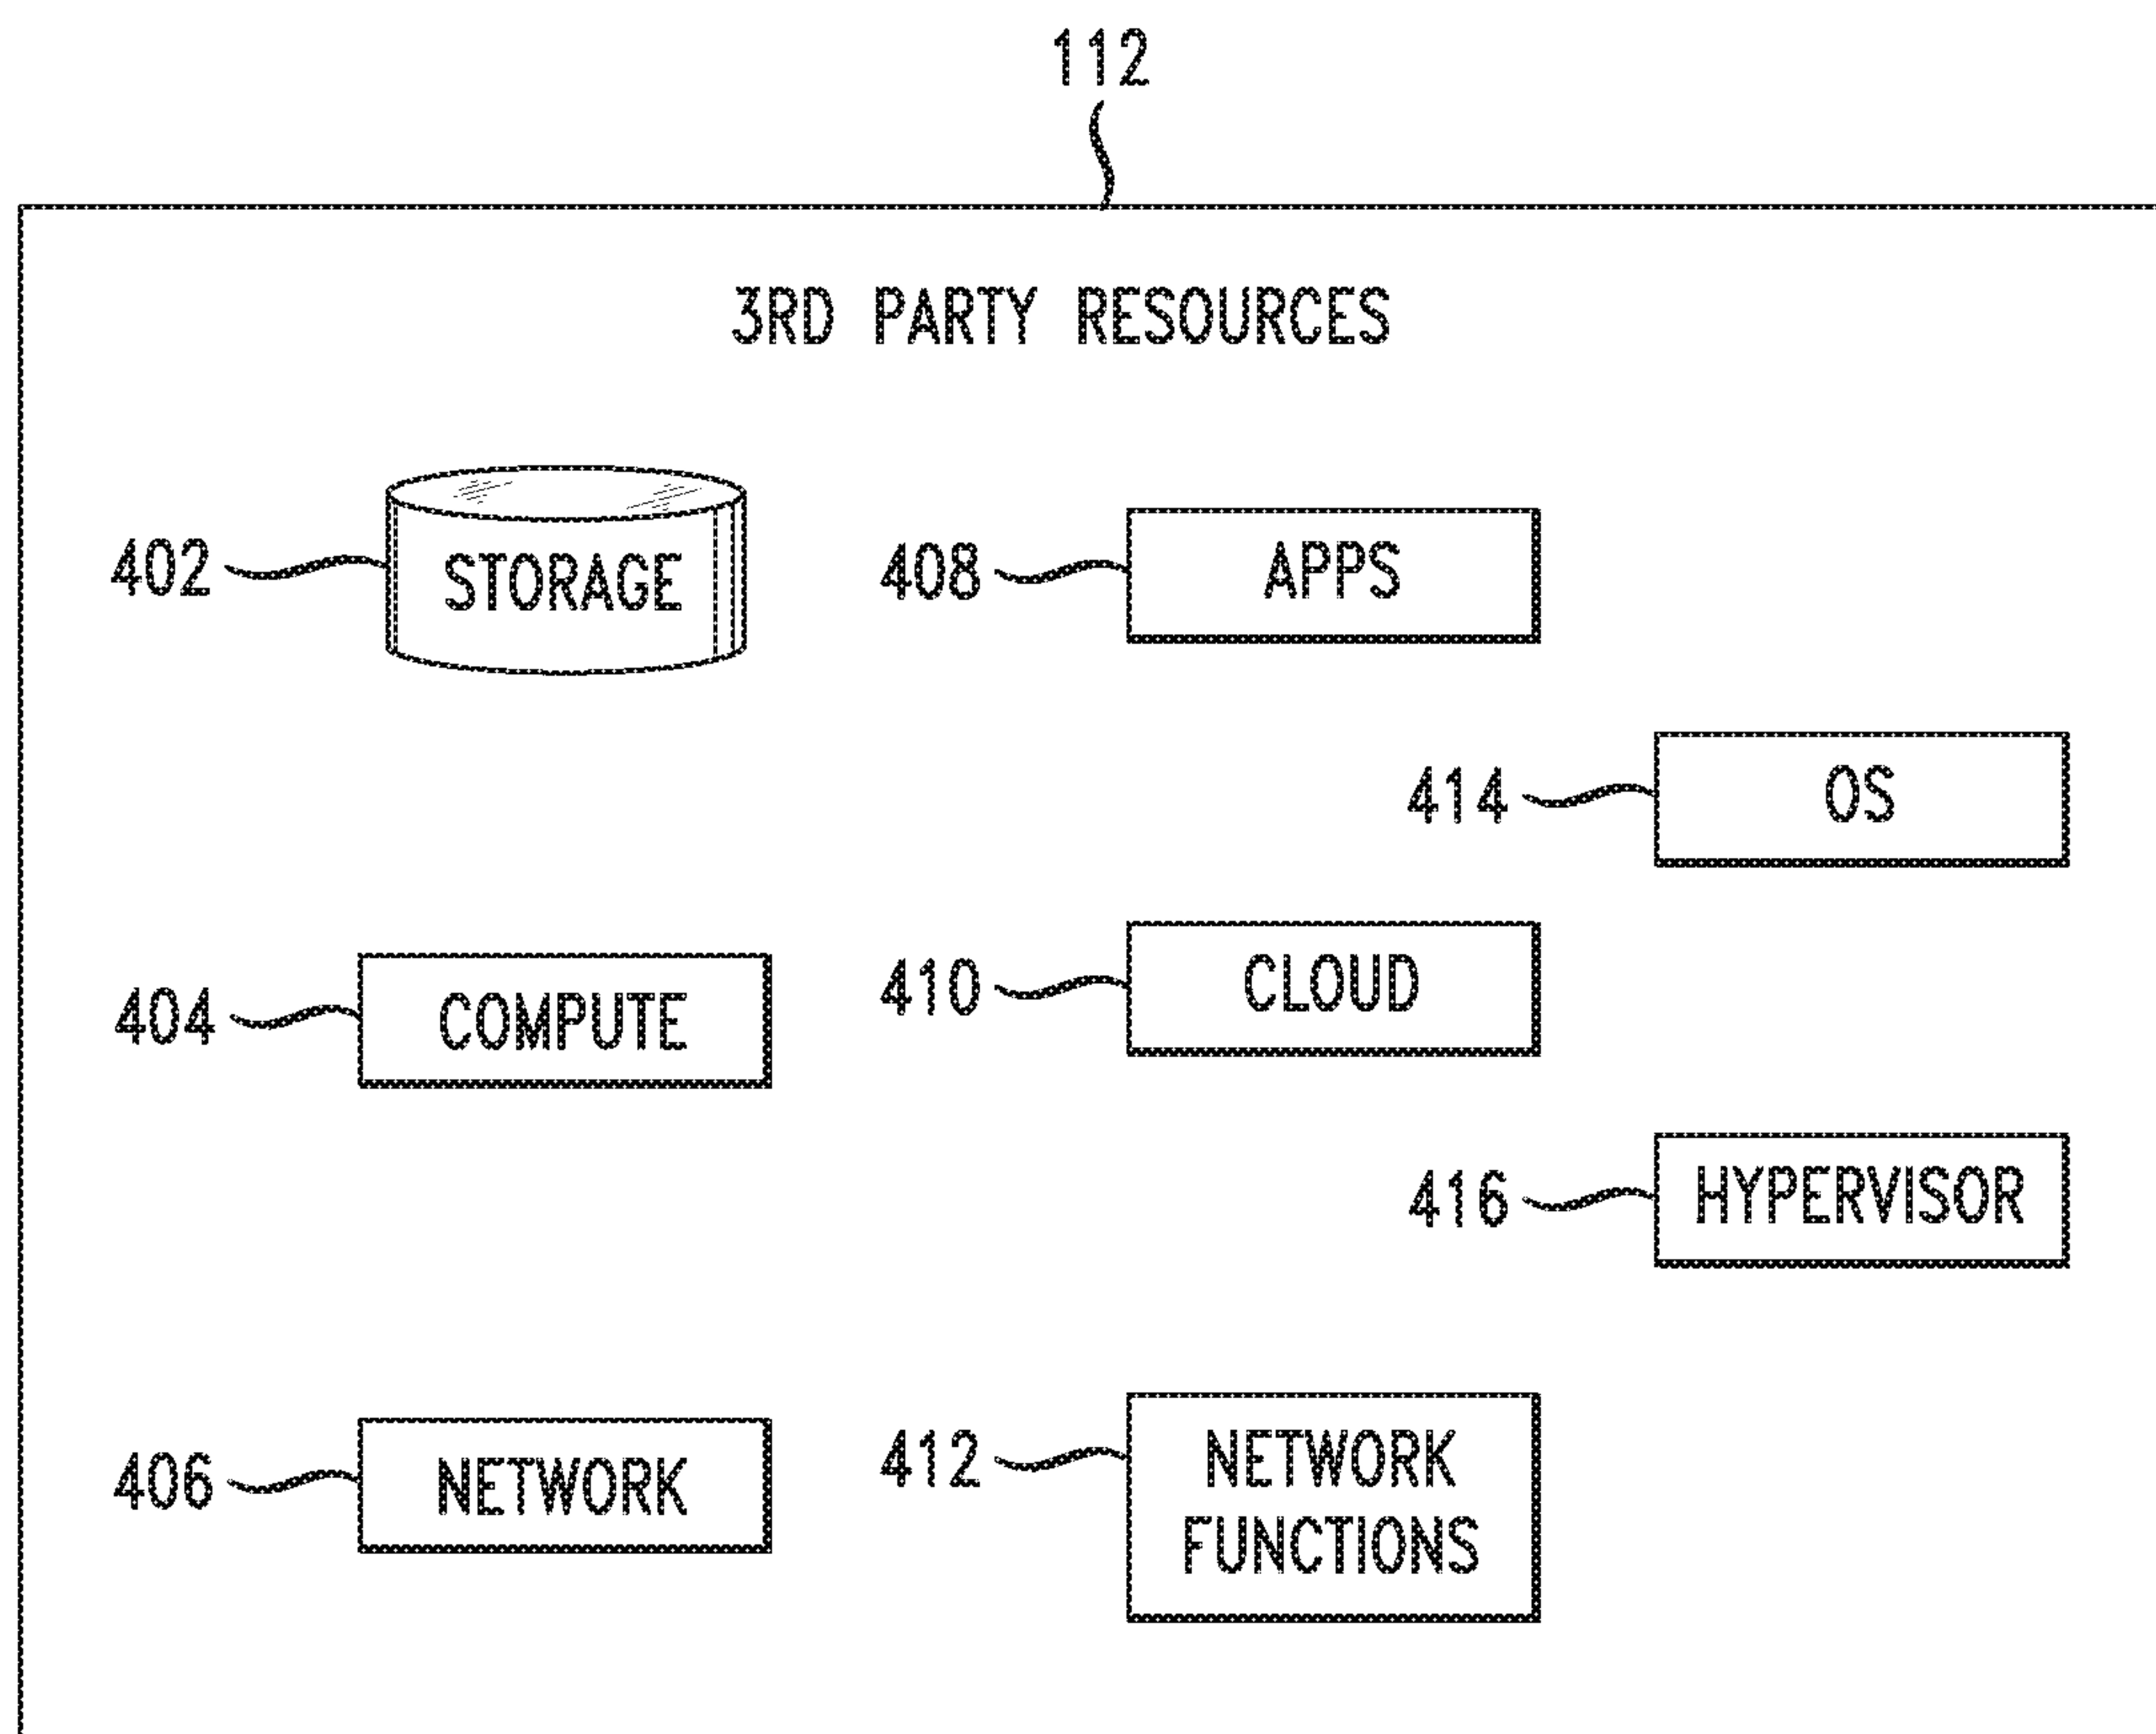 112
3RD PARTY RESOURCES
402
STORAGE
408
APPS
414
OS
404
COMPUTE
410
CLOUD
416
HYPERVISOR
406
NETWORK
412
NETWORK
FUNCTIONS